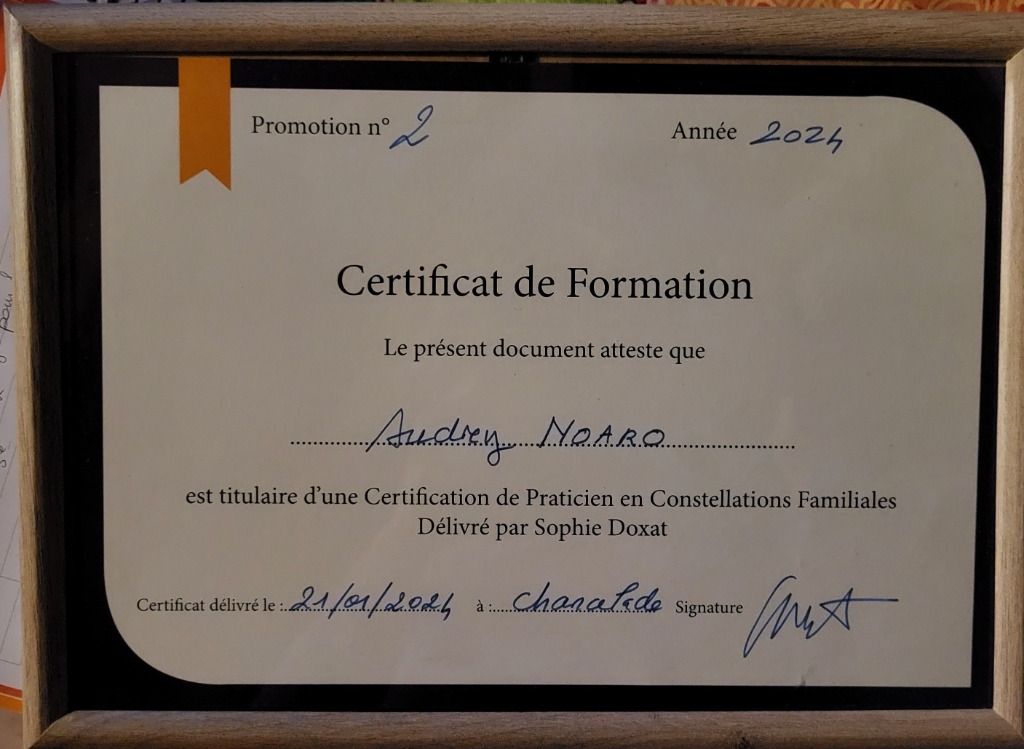 Promotion n° 2
Année 2024
Certificat de Formation
Le présent document atteste que
Audrey NOARO
est titulaire d'une Certification de Praticien en Constellations Familiales
Délivré par Sophie Doxat
Certificat délivré le : 21/01/2024 à : Signature
pour